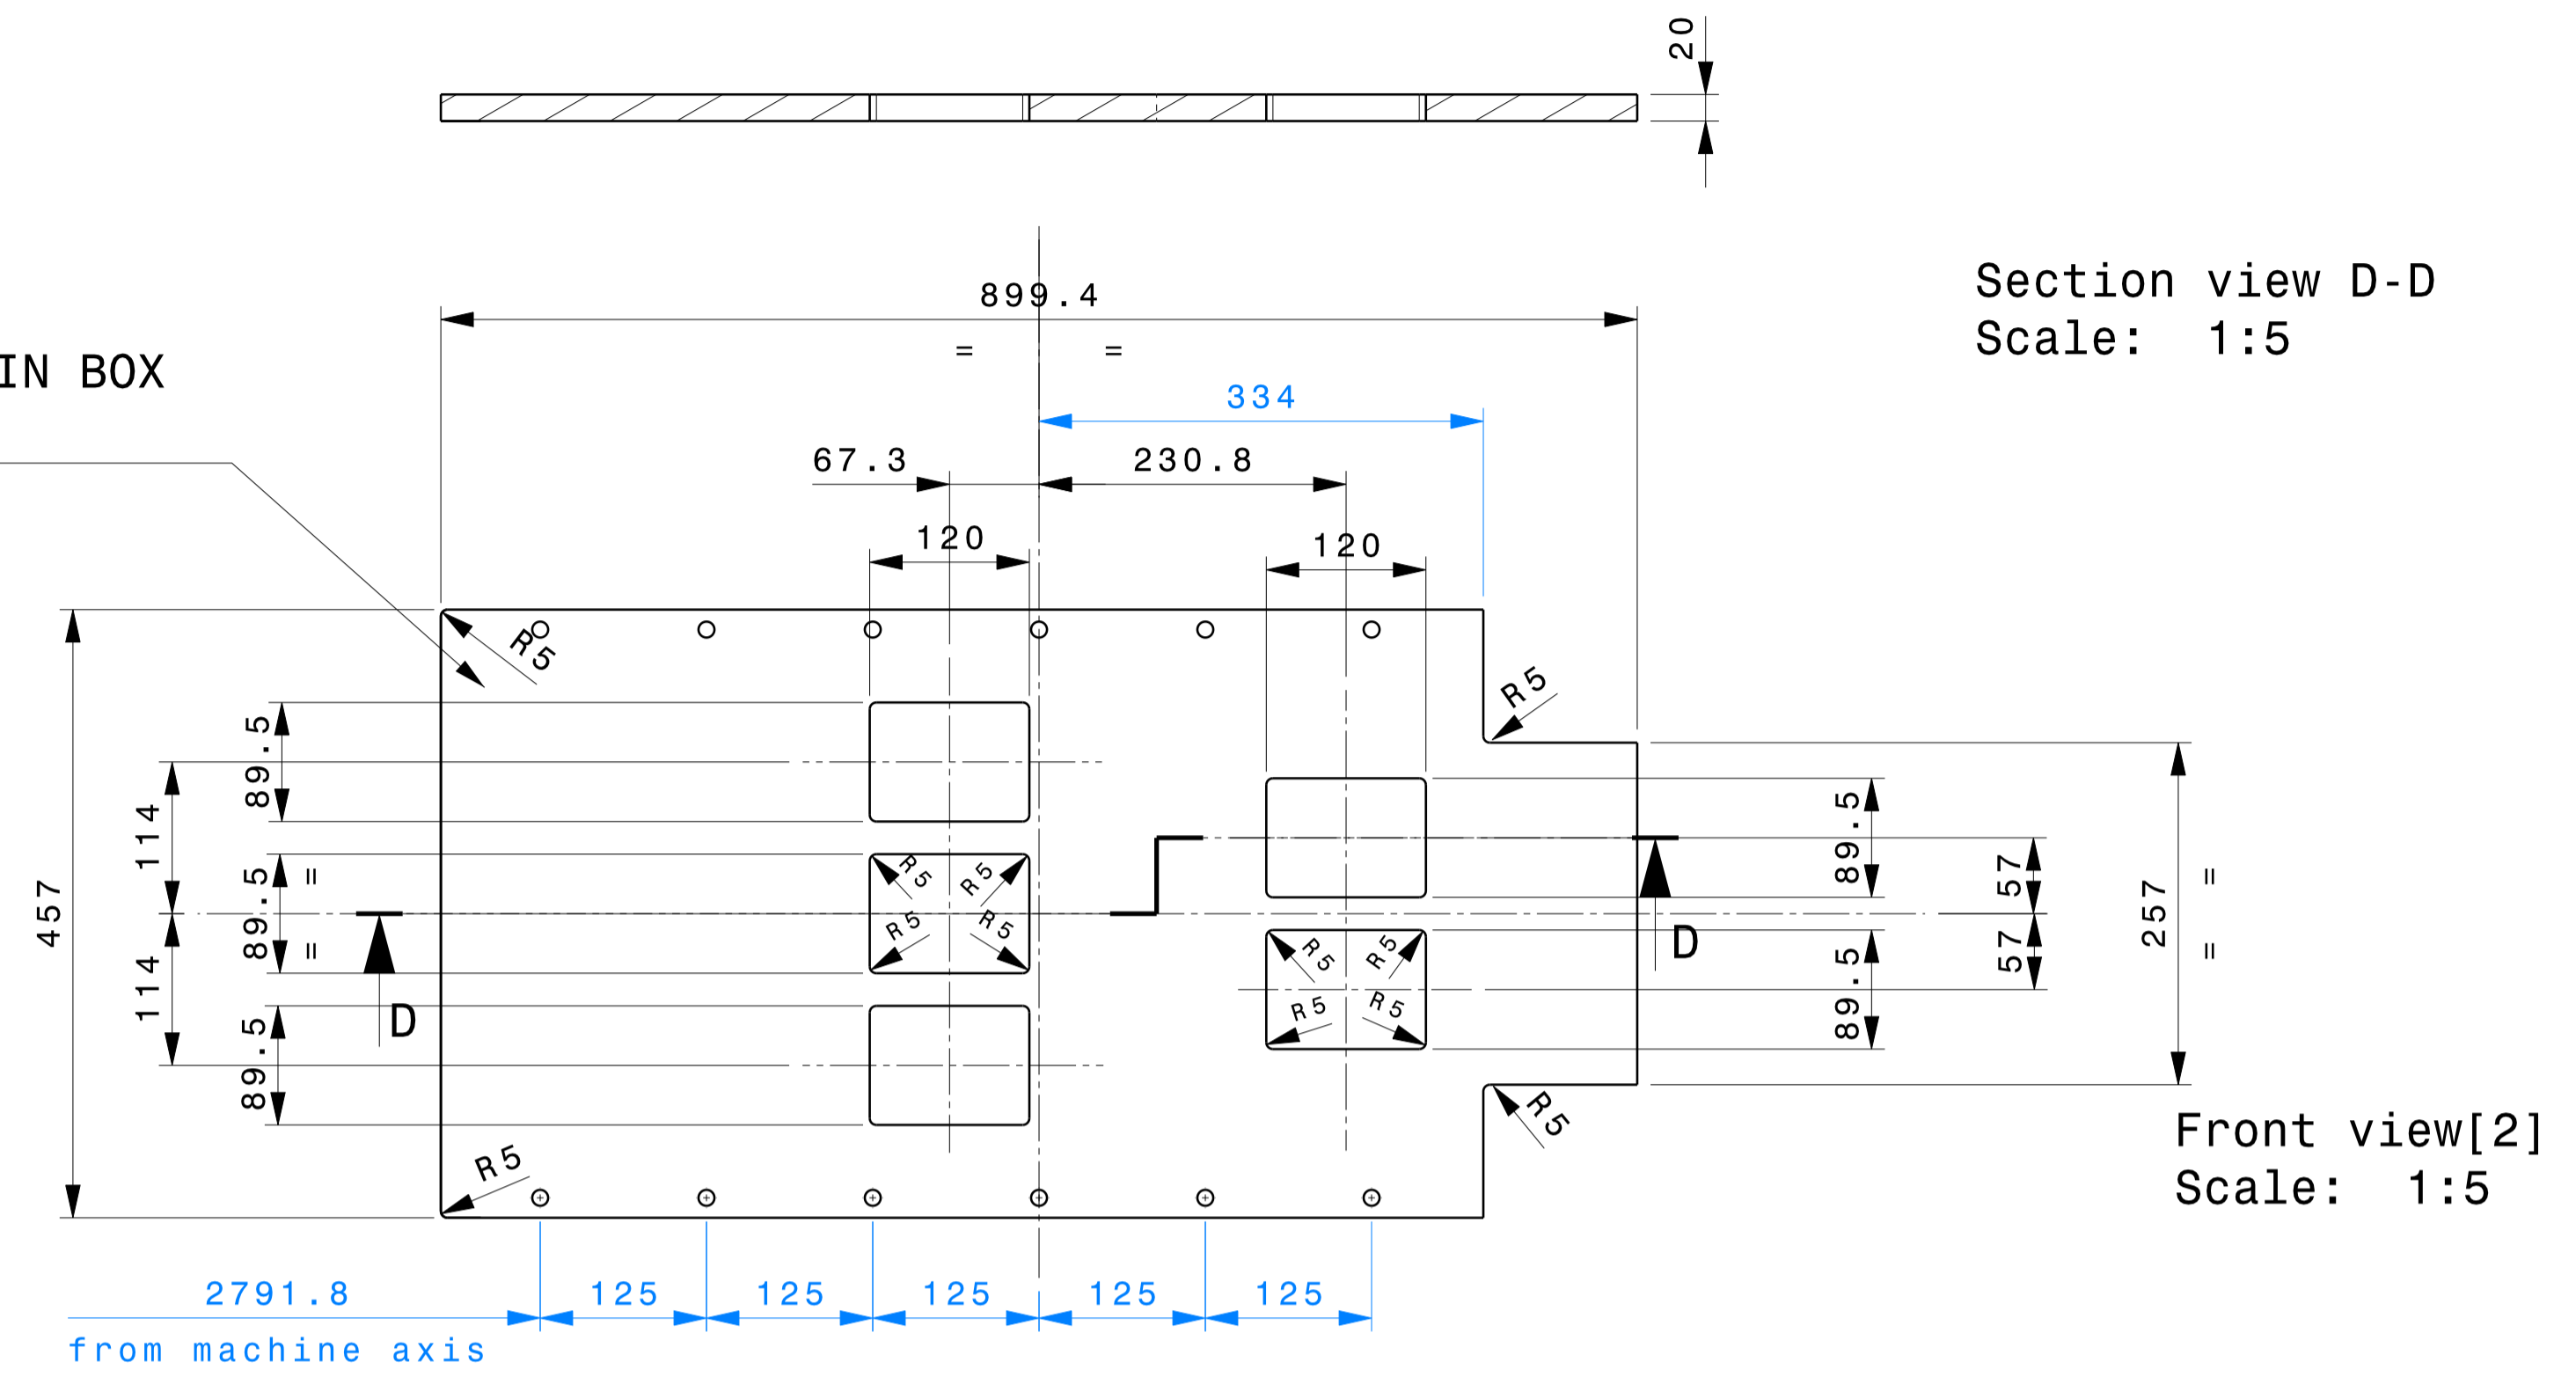 20
Section view D-D
Scale: 1:5
899.4
= =
IN BOX
334
67.3
230.8
120
120
R5
R5
89.5
114
89.5
=
=
457
114
89.5
R5
R5
R5
R5
D
R5
R5
R5
R5
D
89.5
57
57
89.5
257
=
=
R5
R5
Front view[2]
Scale: 1:5
2791.8
125
125
125
125
125
from machine axis